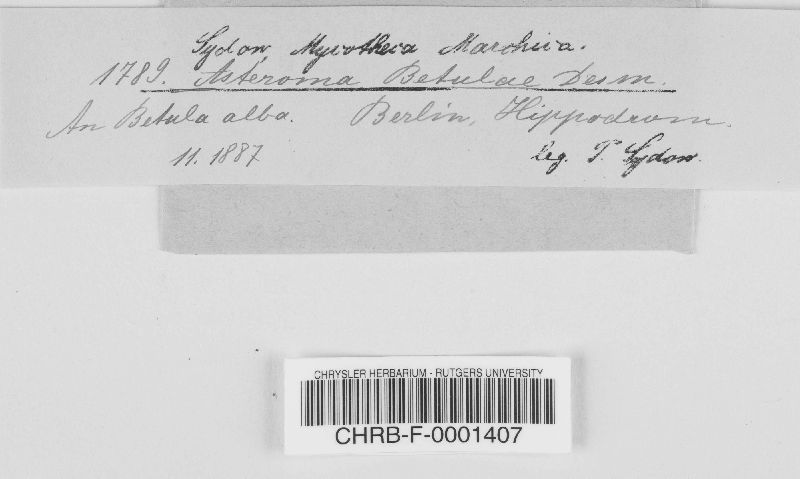 Sydow Mycotheca Marchica.
1789. Asteroma Betulae Desm.
An Betula alba. Berlin, Hippodrom.
11. 1887 leg. P. Sydow.
CHRYSLER HERBARIUM - RUTGERS UNIVERSITY
CHRB-F-0001407